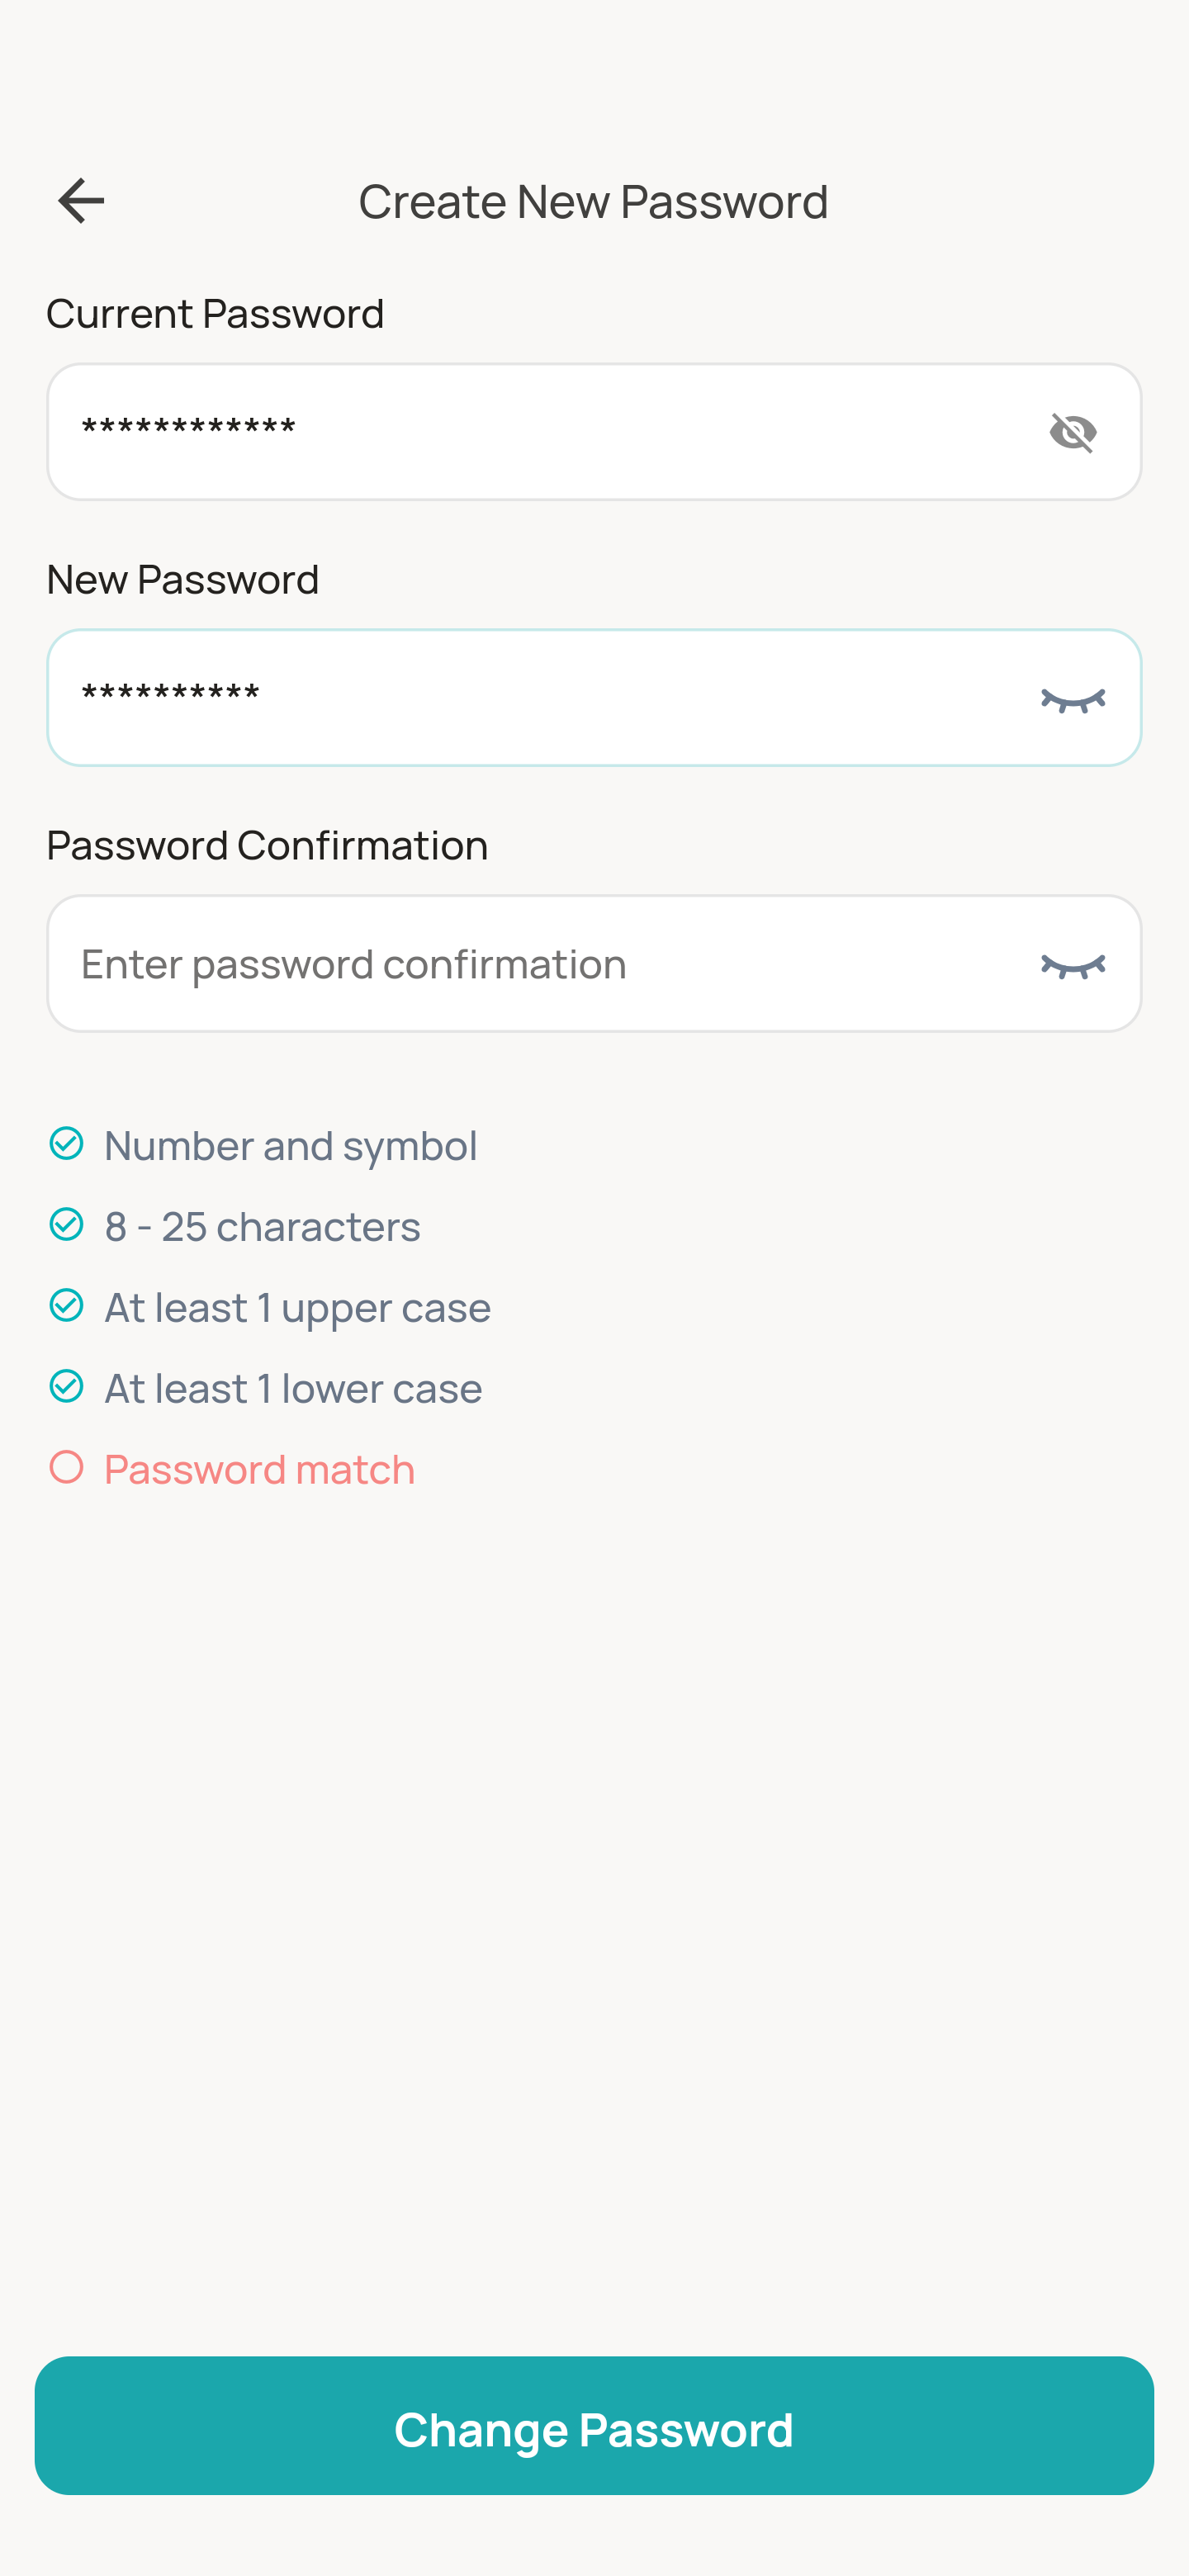 Create New Password
Current Password
************
New Password
**********
Password Confirmation
Enter password confirmation
Number and symbol
8 - 25 characters
At least 1 upper case
At least 1 lower case
Password match
Change Password